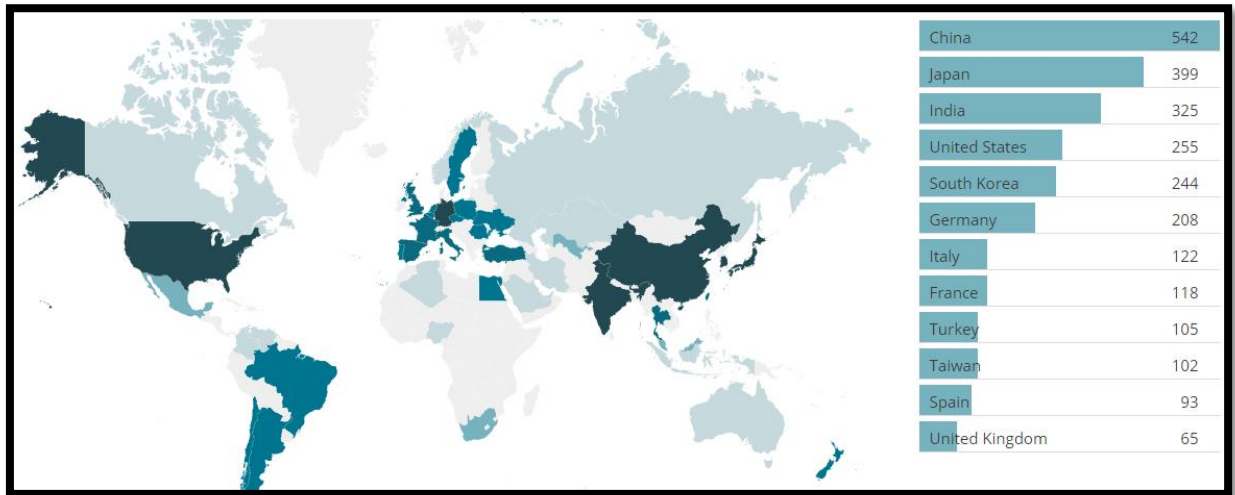 China 542
Japan 399
India 325
United States 255
South Korea 244
Germany 208
Italy 122
France 118
Turkey 105
Taiwan 102
Spain 93
United Kingdom 65